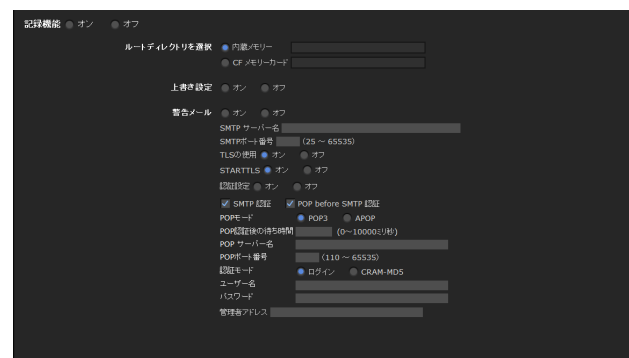 記録機能 オン オフ
ルートディレクトリを選択 内蔵メモリー
CF メモリーカード
上書き設定 オン オフ
警告メール オン オフ
SMTP サーバー名
SMTPポート番号 (25 ～ 65535)
TLSの使用 オン オフ
STARTTLS オン オフ
認証設定 オン オフ
SMTP 認証 POP before SMTP 認証
POPモード POP3 APOP
POP認証後の待ち時間 (0～10000ミリ秒)
POP サーバー名
POPポート番号 (110 ～ 65535)
認証モード ログイン CRAM-MD5
ユーザー名
パスワード
管理者アドレス